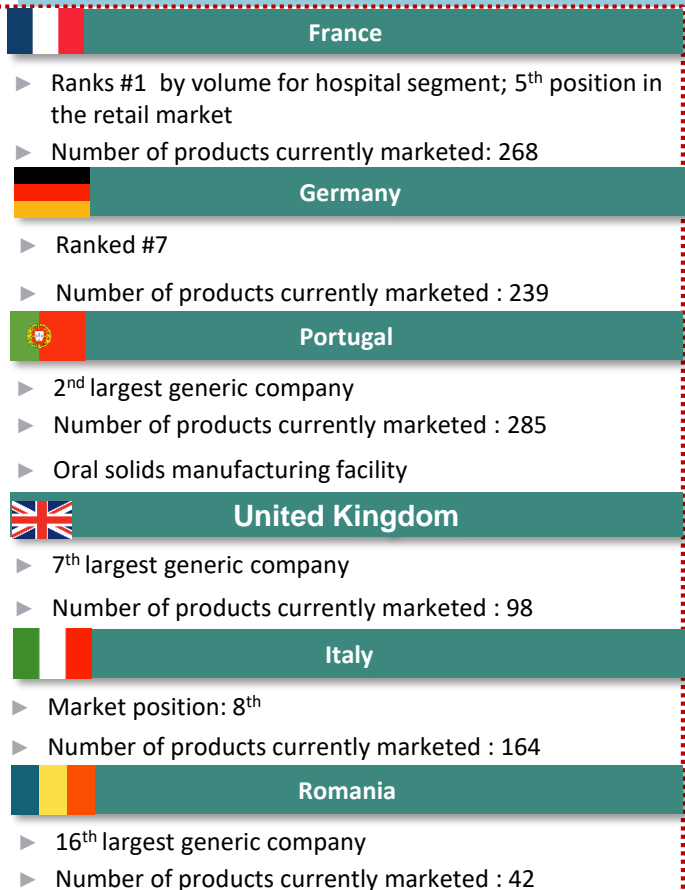 France
► Ranks #1 by volume for hospital segment; 5th position in
the retail market
► Number of products currently marketed: 268
Germany
► Ranked #7
► Number of products currently marketed : 239
Portugal
► 2nd largest generic company
► Number of products currently marketed : 285
► Oral solids manufacturing facility
United Kingdom
► 7th largest generic company
► Number of products currently marketed : 98
Italy
► Market position: 8th
► Number of products currently marketed : 164
Romania
► 16th largest generic company
► Number of products currently marketed : 42